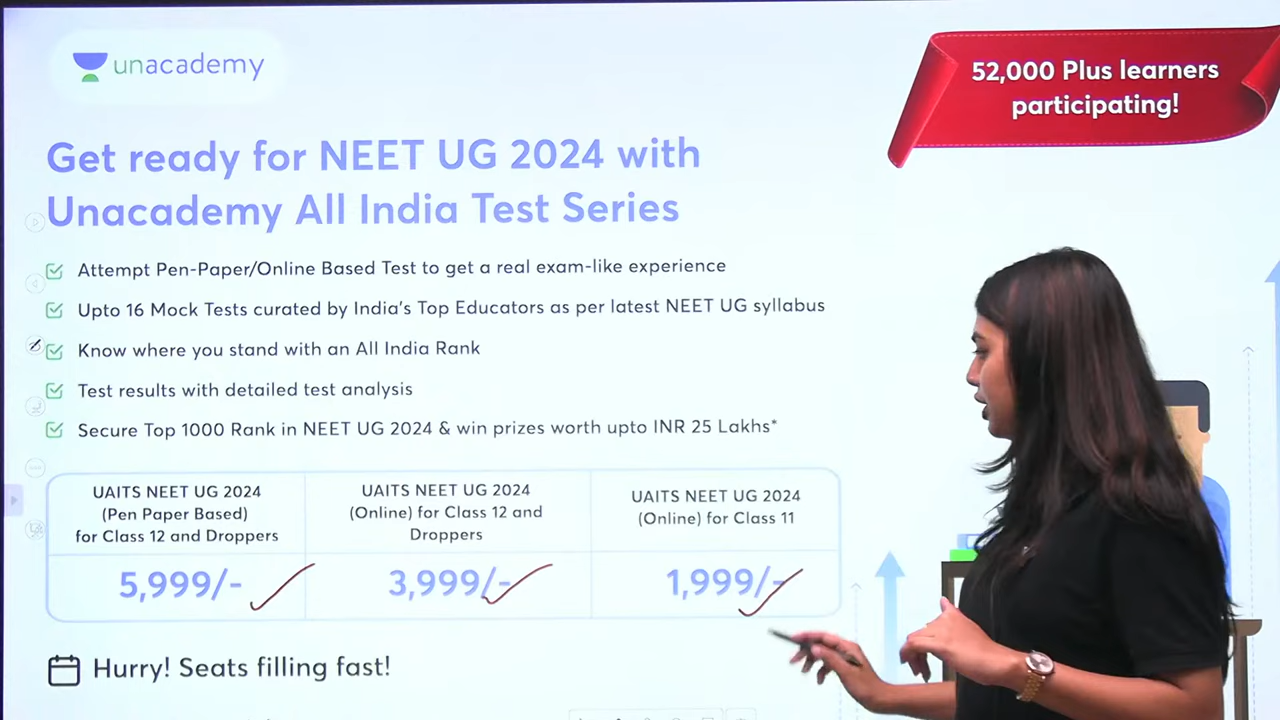 unacademy
52,000 Plus learners
participating!
Get ready for NEET UG 2024 with
Unacademy All India Test Series
Attempt Pen-Paper/Online Based Test to get a real exam-like experience
Upto 16 Mock Tests curated by India's Top Educators as per latest NEET UG syllabus
Know where you stand with an All India Rank
Test results with detailed test analysis
Secure Top 1000 Rank in NEET UG 2024 & win prizes worth upto INR 25 Lakhs*
UAITS NEET UG 2024
(Pen Paper Based)
for Class 12 and Droppers
UAITS NEET UG 2024
(Online) for Class 12 and
Droppers
UAITS NEET UG 2024
(Online) for Class 11
5,999/-
3,999/-
1,999/-
Hurry! Seats filling fast!